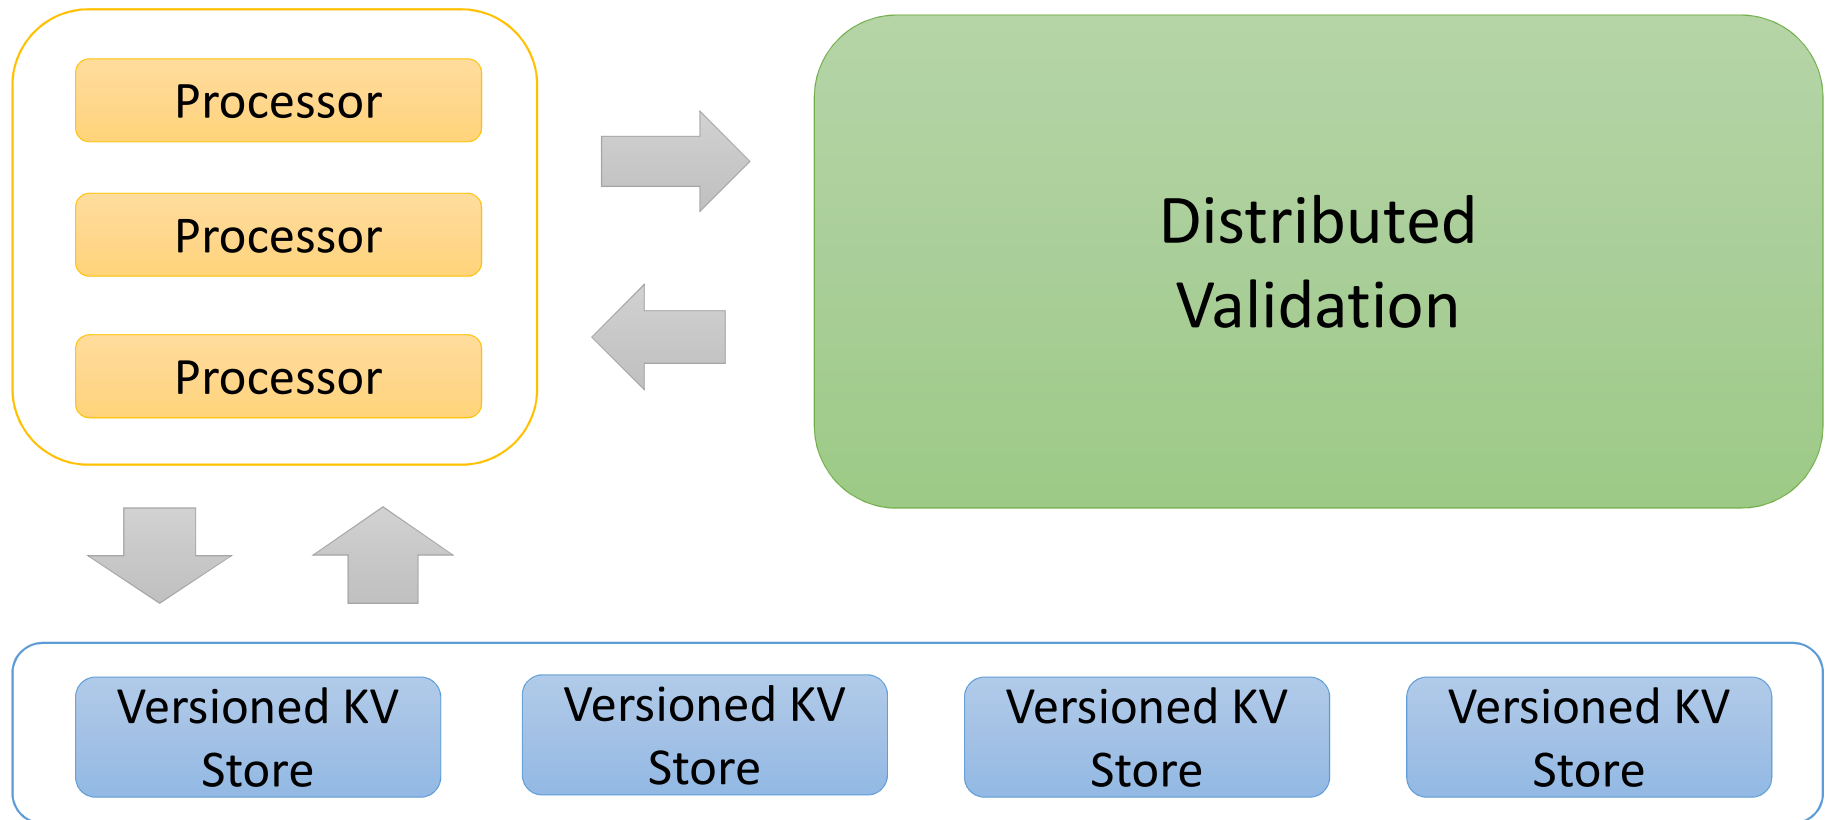 Processor
Processor
Processor
Distributed
Validation
Versioned KV
Store
Versioned KV
Store
Versioned KV
Store
Versioned KV
Store